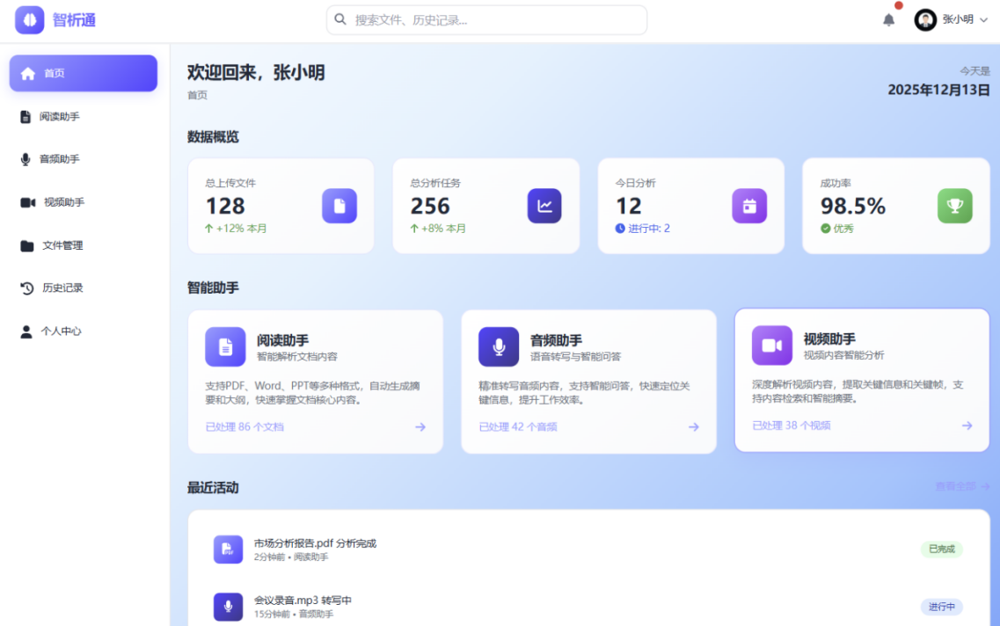 智析通
搜索文件、历史记录...
张小明
首页
阅读助手
音频助手
视频助手
文件管理
历史记录
个人中心
欢迎回来，张小明
首页
今天是
2025年12月13日
数据概览
总上传文件
128
+12% 本月
总分析任务
256
+8% 本月
今日分析
12
进行中: 2
成功率
98.5%
优秀
智能助手
阅读助手
智能解析文档内容
支持PDF、Word、PPT等多种格式，自动生成摘
要和大纲，快速掌握文档核心内容。
已处理 86 个文档
音频助手
语音转写与智能问答
精准转写音频内容，支持智能问答，快速定位关
键信息，提升工作效率。
已处理 42 个音频
视频助手
视频内容智能分析
深度解析视频内容，提取关键信息和关键帧，支
持内容检索和智能摘要。
已处理 38 个视频
最近活动
查看全部
市场分析报告.pdf 分析完成
2分钟前 • 阅读助手
已完成
会议录音.mp3 转写中
15分钟前 • 音频助手
进行中